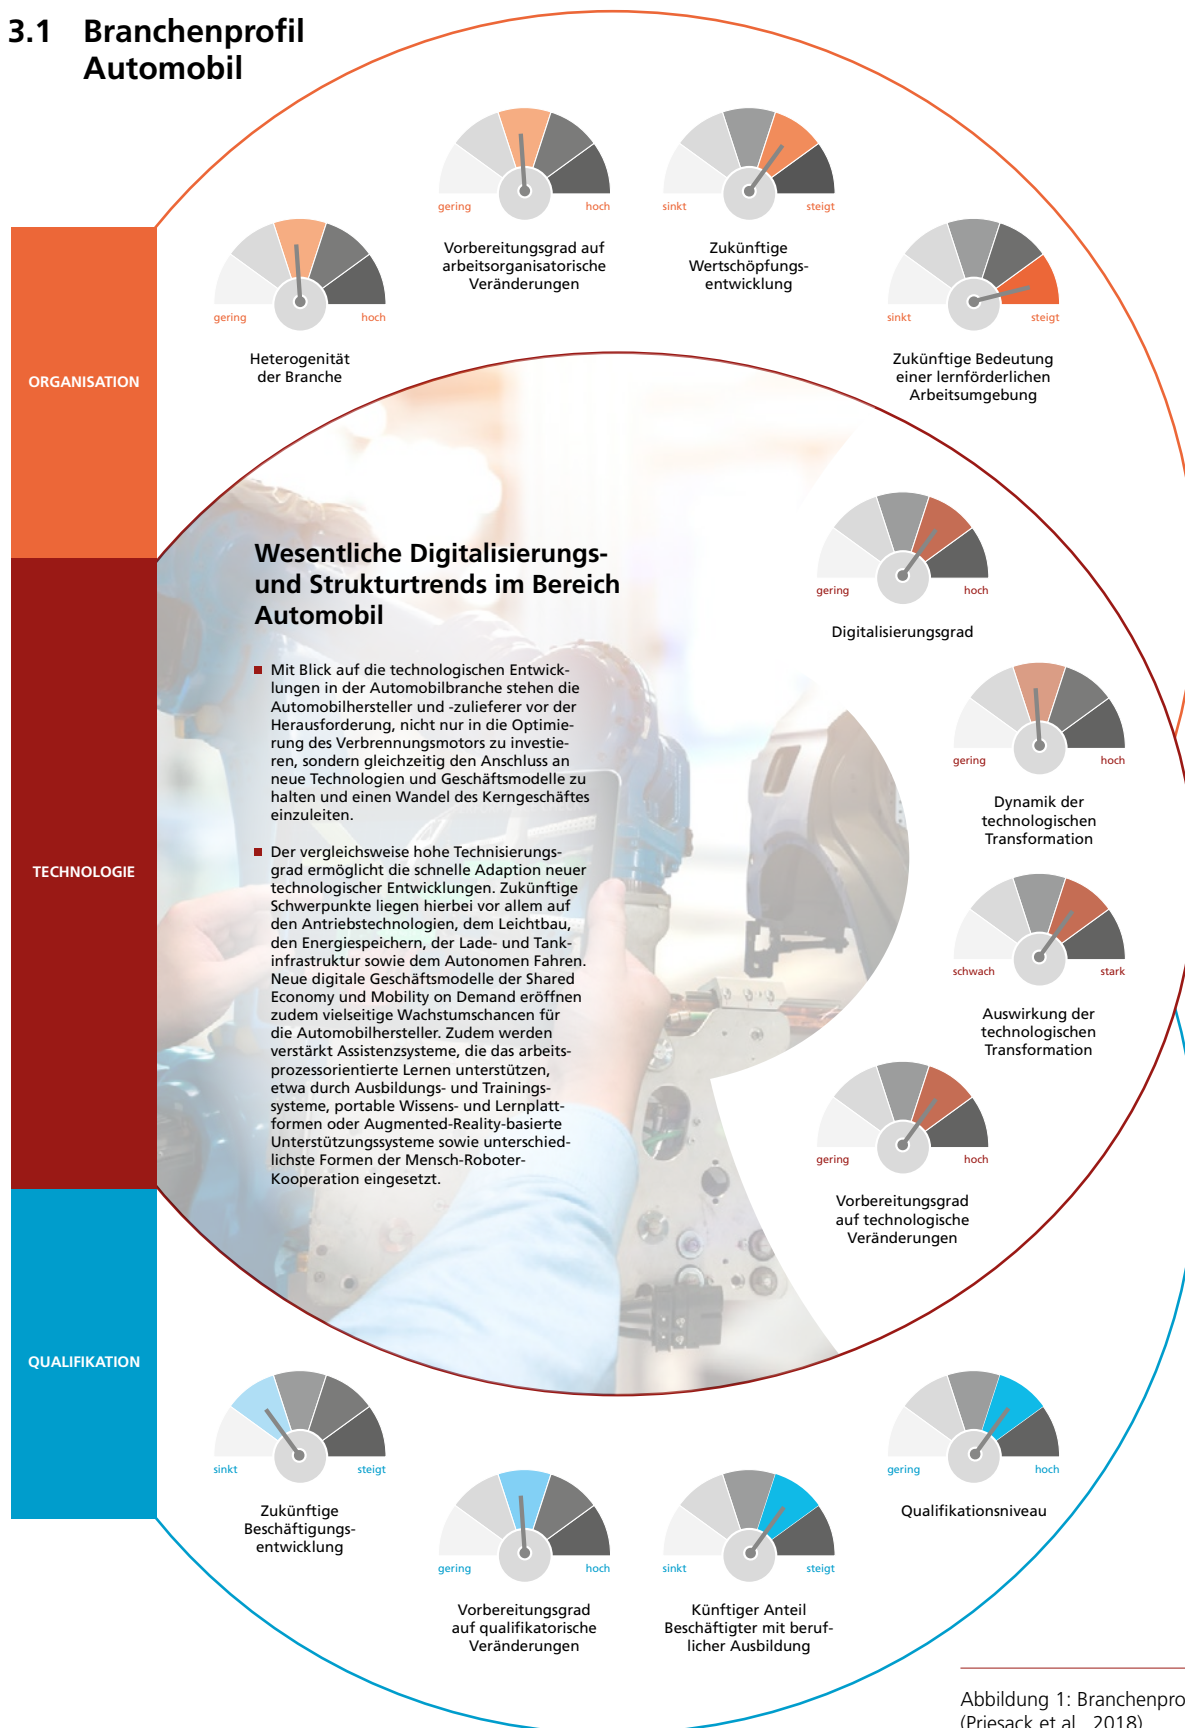 3.1 Branchenprofil
Automobil
gering
hoch
Vorbereitungsgrad auf
arbeitsorganisatorische
Veränderungen
sinkt
steigt
Zukünftige
Wertschöpfungs-
entwicklung
gering
hoch
Heterogenität
der Branche
sinkt
steigt
Zukünftige Bedeutung
einer lernförderlichen
Arbeitsumgebung
ORGANISATION
Wesentliche Digitalisierungs-
und Strukturtrends im Bereich
Automobil
Mit Blick auf die technologischen Entwick-
lungen in der Automobilbranche stehen die
Automobilhersteller und -zulieferer vor der
Herausforderung, nicht nur in die Optimie-
rung des Verbrennungsmotors zu investie-
ren, sondern gleichzeitig den Anschluss an
neue Technologien und Geschäftsmodelle zu
halten und einen Wandel des Kerngeschäftes
einzuleiten.
Der vergleichsweise hohe Technisierungs-
grad ermöglicht die schnelle Adaption neuer
technologischer Entwicklungen. Zukünftige
Schwerpunkte liegen hierbei vor allem auf
den Antriebstechnologien, dem Leichtbau,
den Energiespeichern, der Lade- und Tank-
infrastruktur sowie dem Autonomen Fahren.
Neue digitale Geschäftsmodelle der Shared
Economy und Mobility on Demand eröffnen
zudem vielseitige Wachstumschancen für
die Automobilhersteller. Zudem werden
verstärkt Assistenzsysteme, die das arbeits-
prozessorientierte Lernen unterstützen,
etwa durch Ausbildungs- und Trainings-
systeme, portable Wissens- und Lernplatt-
formen oder Augmented-Reality-basierte
Unterstützungssysteme sowie unterschied-
lichste Formen der Mensch-Roboter-
Kooperation eingesetzt.
TECHNOLOGIE
gering
hoch
Digitalisierungsgrad
gering
hoch
Dynamik der
technologischen
Transformation
schwach
stark
Auswirkung der
technologischen
Transformation
gering
hoch
Vorbereitungsgrad
auf technologische
Veränderungen
QUALIFIKATION
sinkt
steigt
Zukünftige
Beschäftigungs-
entwicklung
gering
hoch
Vorbereitungsgrad
auf qualifikatorische
Veränderungen
sinkt
steigt
Künftiger Anteil
Beschäftigter mit beruf-
licher Ausbildung
gering
hoch
Qualifikationsniveau
Abbildung 1: Branchenpro
(Priesack et al., 2018)